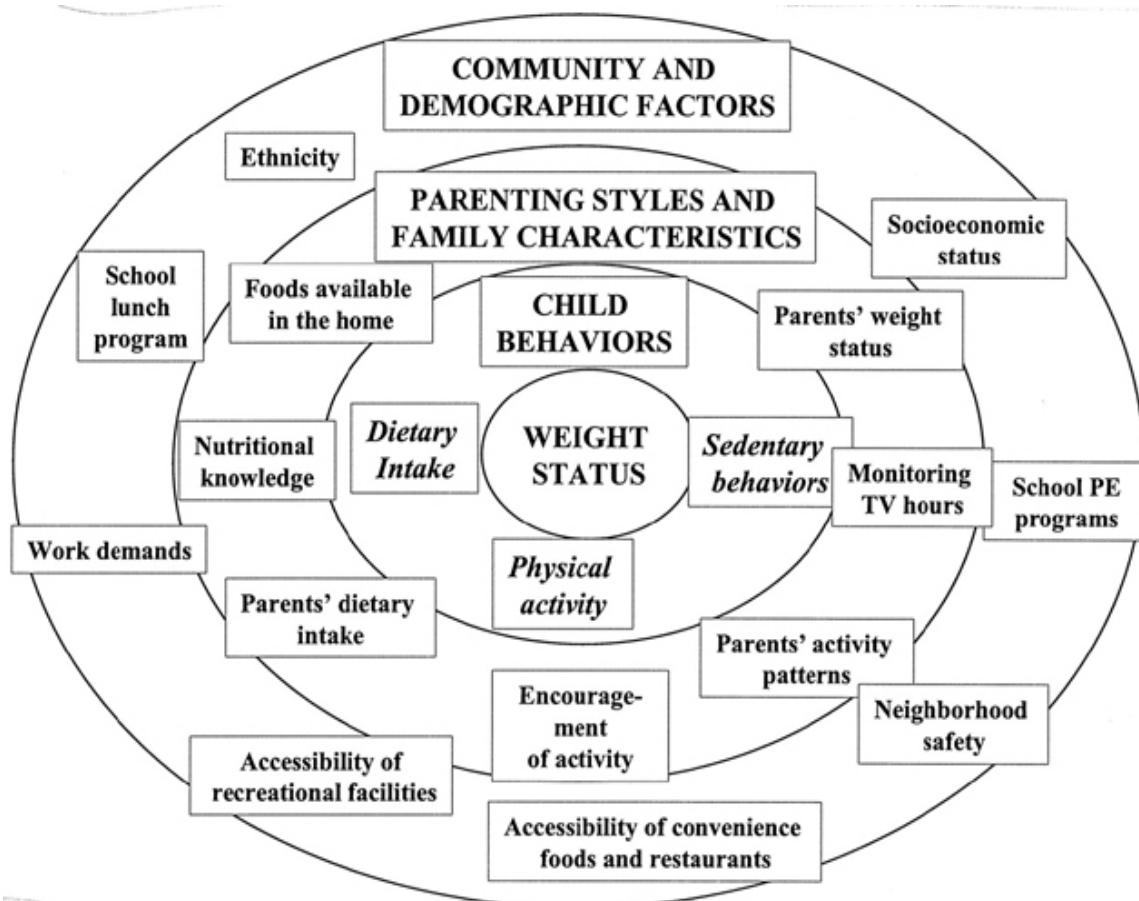 COMMUNITY AND
DEMOGRAPHIC FACTORS
Ethnicity
PARENTING STYLES AND
FAMILY CHARACTERISTICS
Socioeconomic
status
School
lunch
program
Foods available
in the home
CHILD
BEHAVIORS
Parents’ weight
status
Nutritional
knowledge
Dietary
Intake
WEIGHT
STATUS
Sedentary
behaviors
Monitoring
TV hours
School PE
programs
Work demands
Physical
activity
Parents’ dietary
intake
Parents’ activity
patterns
Encourage-
ment
of activity
Neighborhood
safety
Accessibility of
recreational facilities
Accessibility of convenience
foods and restaurants